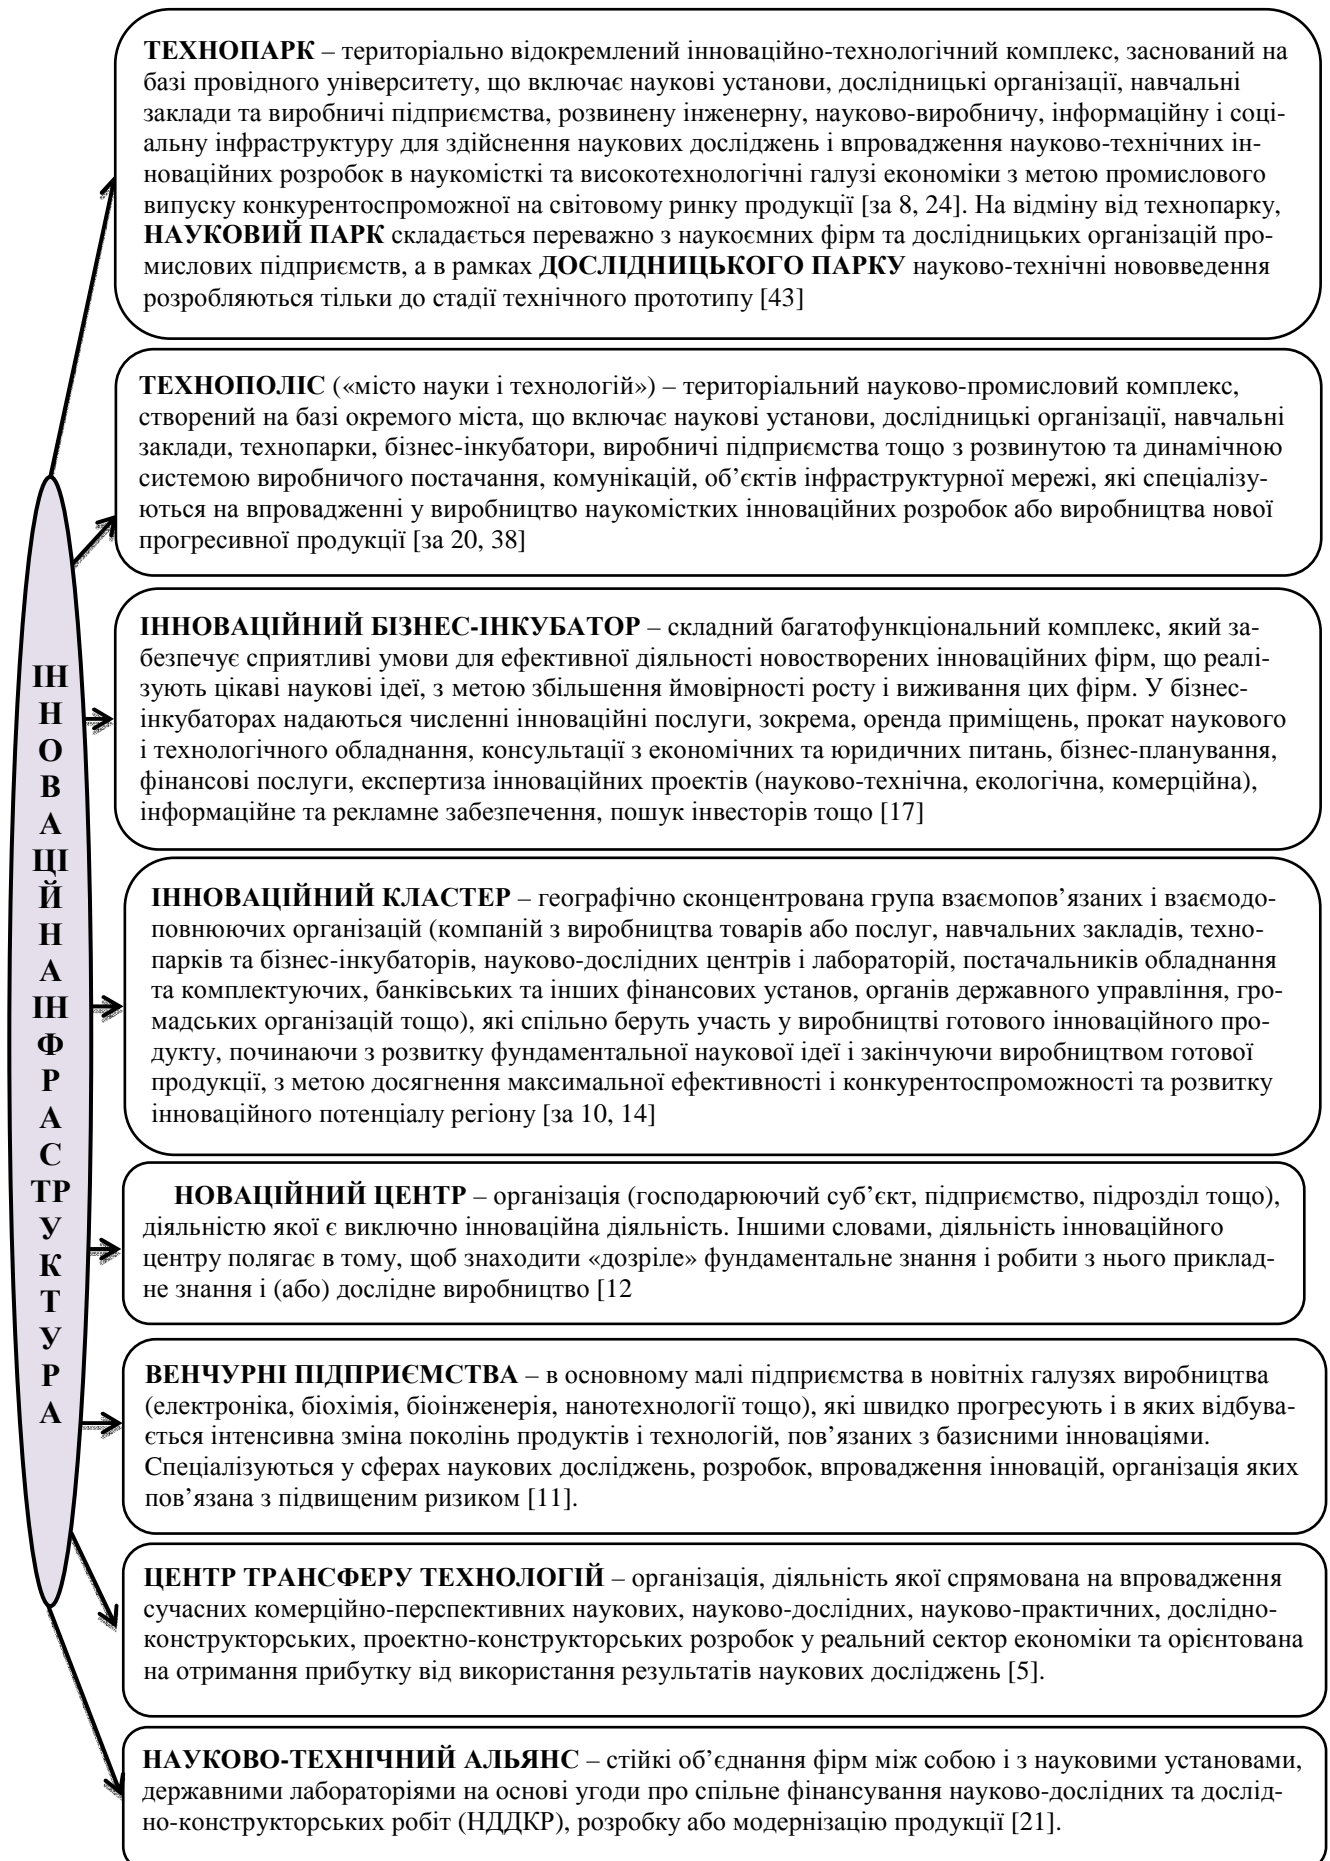 ТЕХНОПАРК – територіально відокремлений інноваційно-технологічний комплекс, заснований на
базі провідного університету, що включає наукові установи, дослідницькі організації, навчальні
заклади та виробничі підприємства, розвинену інженерну, науково-виробничу, інформаційну і соці-
альну інфраструктуру для здійснення наукових досліджень і впровадження науково-технічних ін-
новаційних розробок в наукомісткі та високотехнологічні галузі економіки з метою промислового
випуску конкурентоспроможної на світовому ринку продукції [за 8, 24]. На відміну від технопарку,
НАУКОВИЙ ПАРК складається переважно з наукоємних фірм та дослідницьких організацій про-
мислових підприємств, а в рамках ДОСЛІДНИЦЬКОГО ПАРКУ науково-технічні нововведення
розробляються тільки до стадії технічного прототипу [43]
ТЕХНОПОЛІС («місто науки і технологій») – територіальний науково-промисловий комплекс,
створений на базі окремого міста, що включає наукові установи, дослідницькі організації, навчальні
заклади, технопарки, бізнес-інкубатори, виробничі підприємства тощо з розвинутою та динамічною
системою виробничого постачання, комунікацій, об’єктів інфраструктурної мережі, які спеціалізу-
ються на впровадженні у виробництво наукомістких інноваційних розробок або виробництва нової
прогресивної продукції [за 20, 38]
ІННОВАЦІЙНИЙ БІЗНЕС-ІНКУБАТОР – складний багатофункціональний комплекс, який за-
безпечує сприятливі умови для ефективної діяльності новостворених інноваційних фірм, що реалі-
зують цікаві наукові ідеї, з метою збільшення ймовірності росту і виживання цих фірм. У бізнес-
інкубаторах надаються численні інноваційні послуги, зокрема, оренда приміщень, прокат наукового
і технологічного обладнання, консультації з економічних та юридичних питань, бізнес-планування,
фінансові послуги, експертиза інноваційних проектів (науково-технічна, екологічна, комерційна),
інформаційне та рекламне забезпечення, пошук інвесторів тощо [17]
ІННОВАЦІЙНИЙ КЛАСТЕР – географічно сконцентрована група взаємопов’язаних і взаємодо-
повнюючих організацій (компаній з виробництва товарів або послуг, навчальних закладів, техно-
парків та бізнес-інкубаторів, науково-дослідних центрів і лабораторій, постачальників обладнання
та комплектуючих, банківських та інших фінансових установ, органів державного управління, гро-
мадських організацій тощо), які спільно беруть участь у виробництві готового інноваційного про-
дукту, починаючи з розвитку фундаментальної наукової ідеї і закінчуючи виробництвом готової
продукції, з метою досягнення максимальної ефективності і конкурентоспроможності та розвитку
інноваційного потенціалу регіону [за 10, 14]
НОВАЦІЙНИЙ ЦЕНТР – організація (господарюючий суб’єкт, підприємство, підрозділ тощо),
діяльністю якої є виключно інноваційна діяльність. Іншими словами, діяльність інноваційного
центру полягає в тому, щоб знаходити «дозріле» фундаментальне знання і робити з нього приклад-
не знання і (або) дослідне виробництво [12
ВЕНЧУРНІ ПІДПРИЄМСТВА – в основному малі підприємства в новітніх галузях виробництва
(електроніка, біохімія, біоінженерія, нанотехнології тощо), які швидко прогресують і в яких відбува-
ється інтенсивна зміна поколінь продуктів і технологій, пов’язаних з базисними інноваціями.
Спеціалізуються у сферах наукових досліджень, розробок, впровадження інновацій, організація яких
пов’язана з підвищеним ризиком [11].
ЦЕНТР ТРАНСФЕРУ ТЕХНОЛОГІЙ – організація, діяльність якої спрямована на впровадження
сучасних комерційно-перспективних наукових, науково-дослідних, науково-практичних, дослідно-
конструкторських, проектно-конструкторських розробок у реальний сектор економіки та орієнтована
на отримання прибутку від використання результатів наукових досліджень [5].
НАУКОВО-ТЕХНІЧНИЙ АЛЬЯНС – стійкі об’єднання фірм між собою і з науковими установами,
державними лабораторіями на основі угоди про спільне фінансування науково-дослідних та дослід-
но-конструкторських робіт (НДДКР), розробку або модернізацію продукції [21].
ІН
Н
О
В
А
ЦІ
Й
Н
А
ІН
Ф
Р
А
С
ТР
У
К
Т
У
Р
А